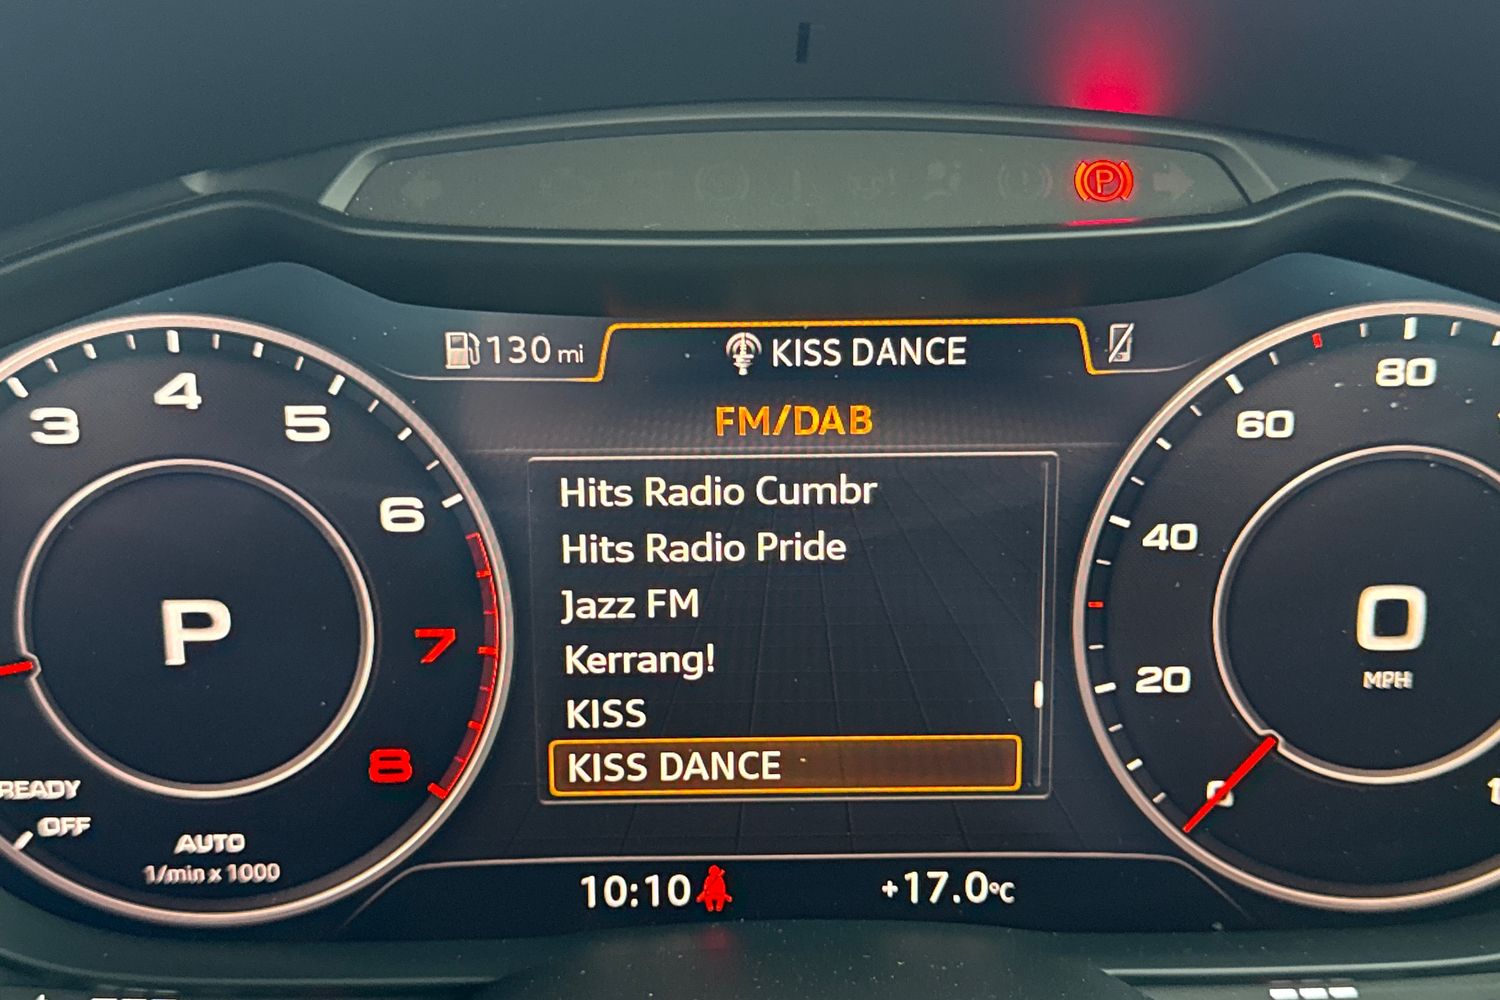 P
130 mi
KISS DANCE
FM/DAB
Hits Radio Cumbr
Hits Radio Pride
Jazz FM
Kerrang!
KISS
KISS DANCE
3
4
5
6
7
8
P
READY
OFF
AUTO
1/min x 1000
80
60
40
20
0
0
MPH
10:10
+17.0°C